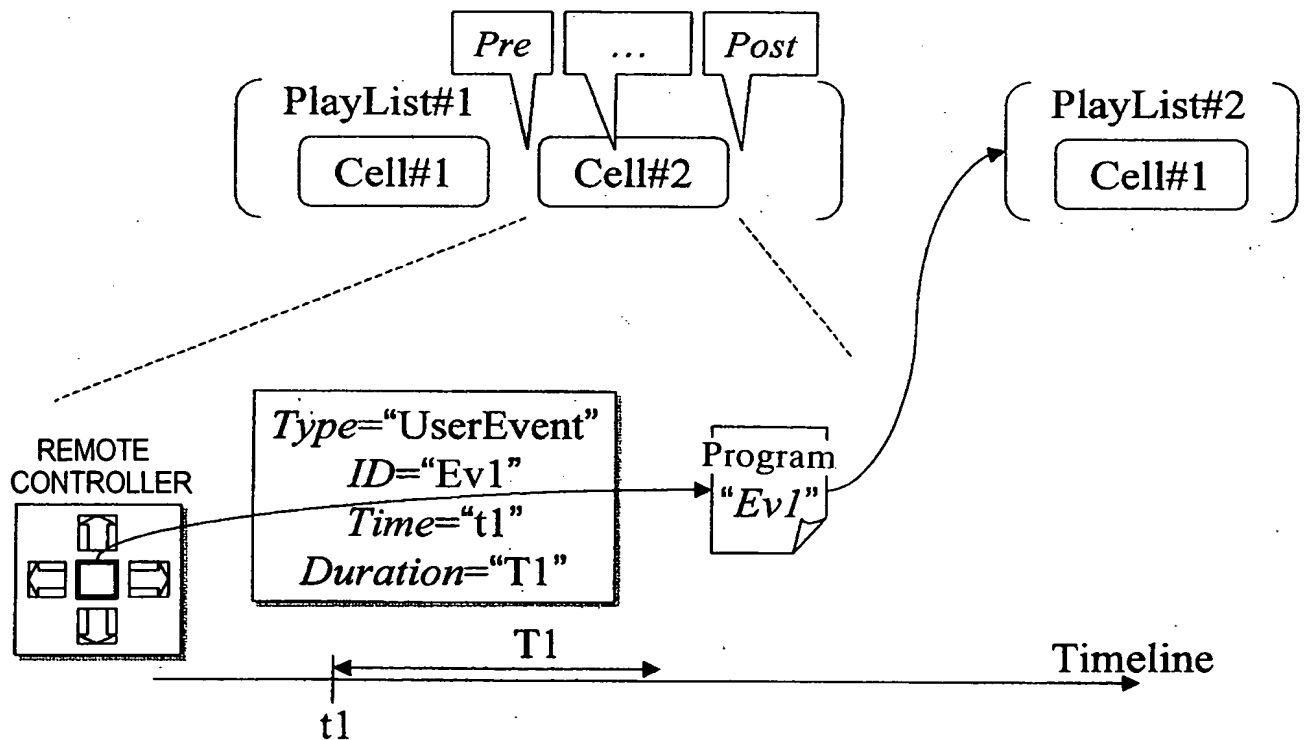 Pre
...
Post
PlayList#1
PlayList#2
Cell#1
Cell#2
Cell#1
Type=“UserEvent”
ID=“Ev1”
Time=“t1”
Duration=“T1”
REMOTE
CONTROLLER
Program
“Ev1”
T1
Timeline
t1